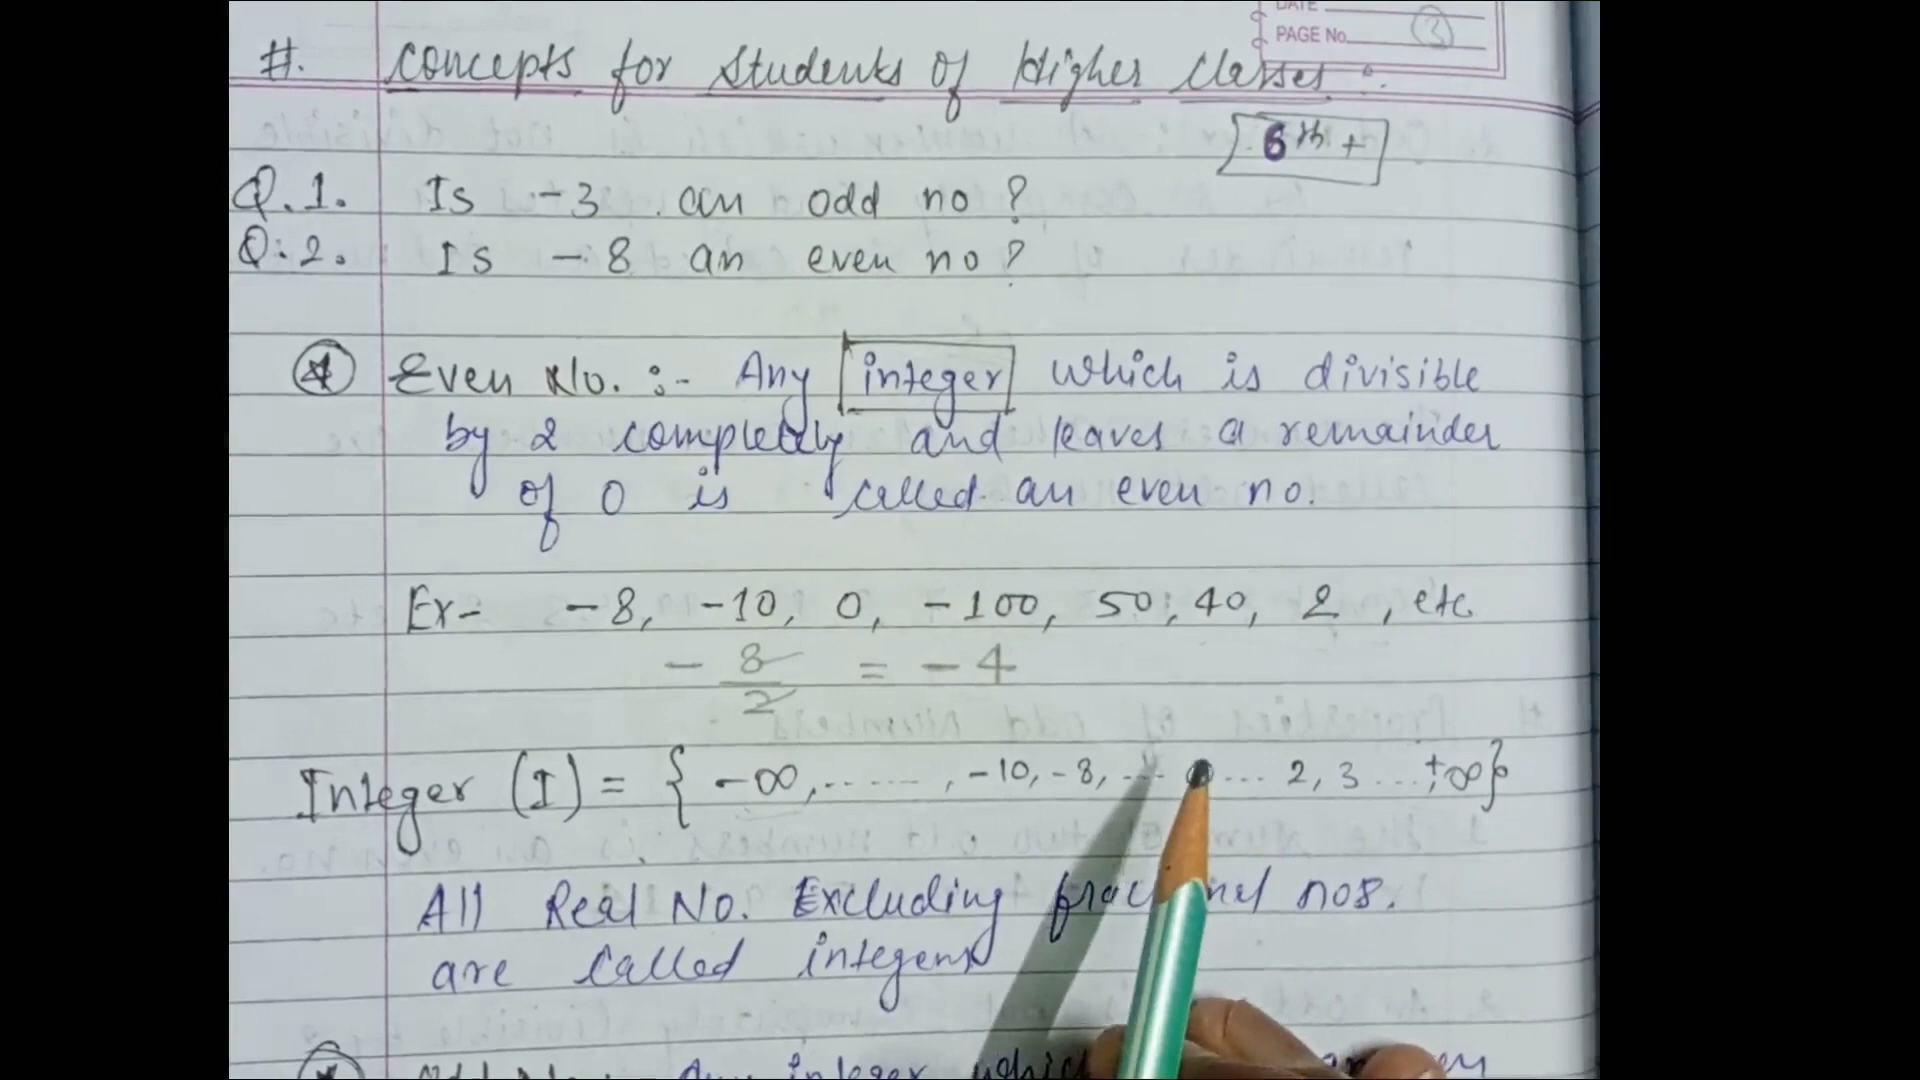 DATE
PAGE No. 3
#. Concepts for Students of Higher Classes :
6th +
Q.1. Is -3 an odd no?
Q.2. Is -8 an even no?
Even No. :- Any integer which is divisible
by 2 completely and leaves a remainder
of 0 is called an even no.
Ex- -8, -10, 0, -100, 50, 40, 2, etc.
- 8/2 = -4
Integer (I) = { -∞, ......, -10, -8, ... ... 2, 3 ..., +∞}
All Real No. Excluding nos.
are called integers
Any integer